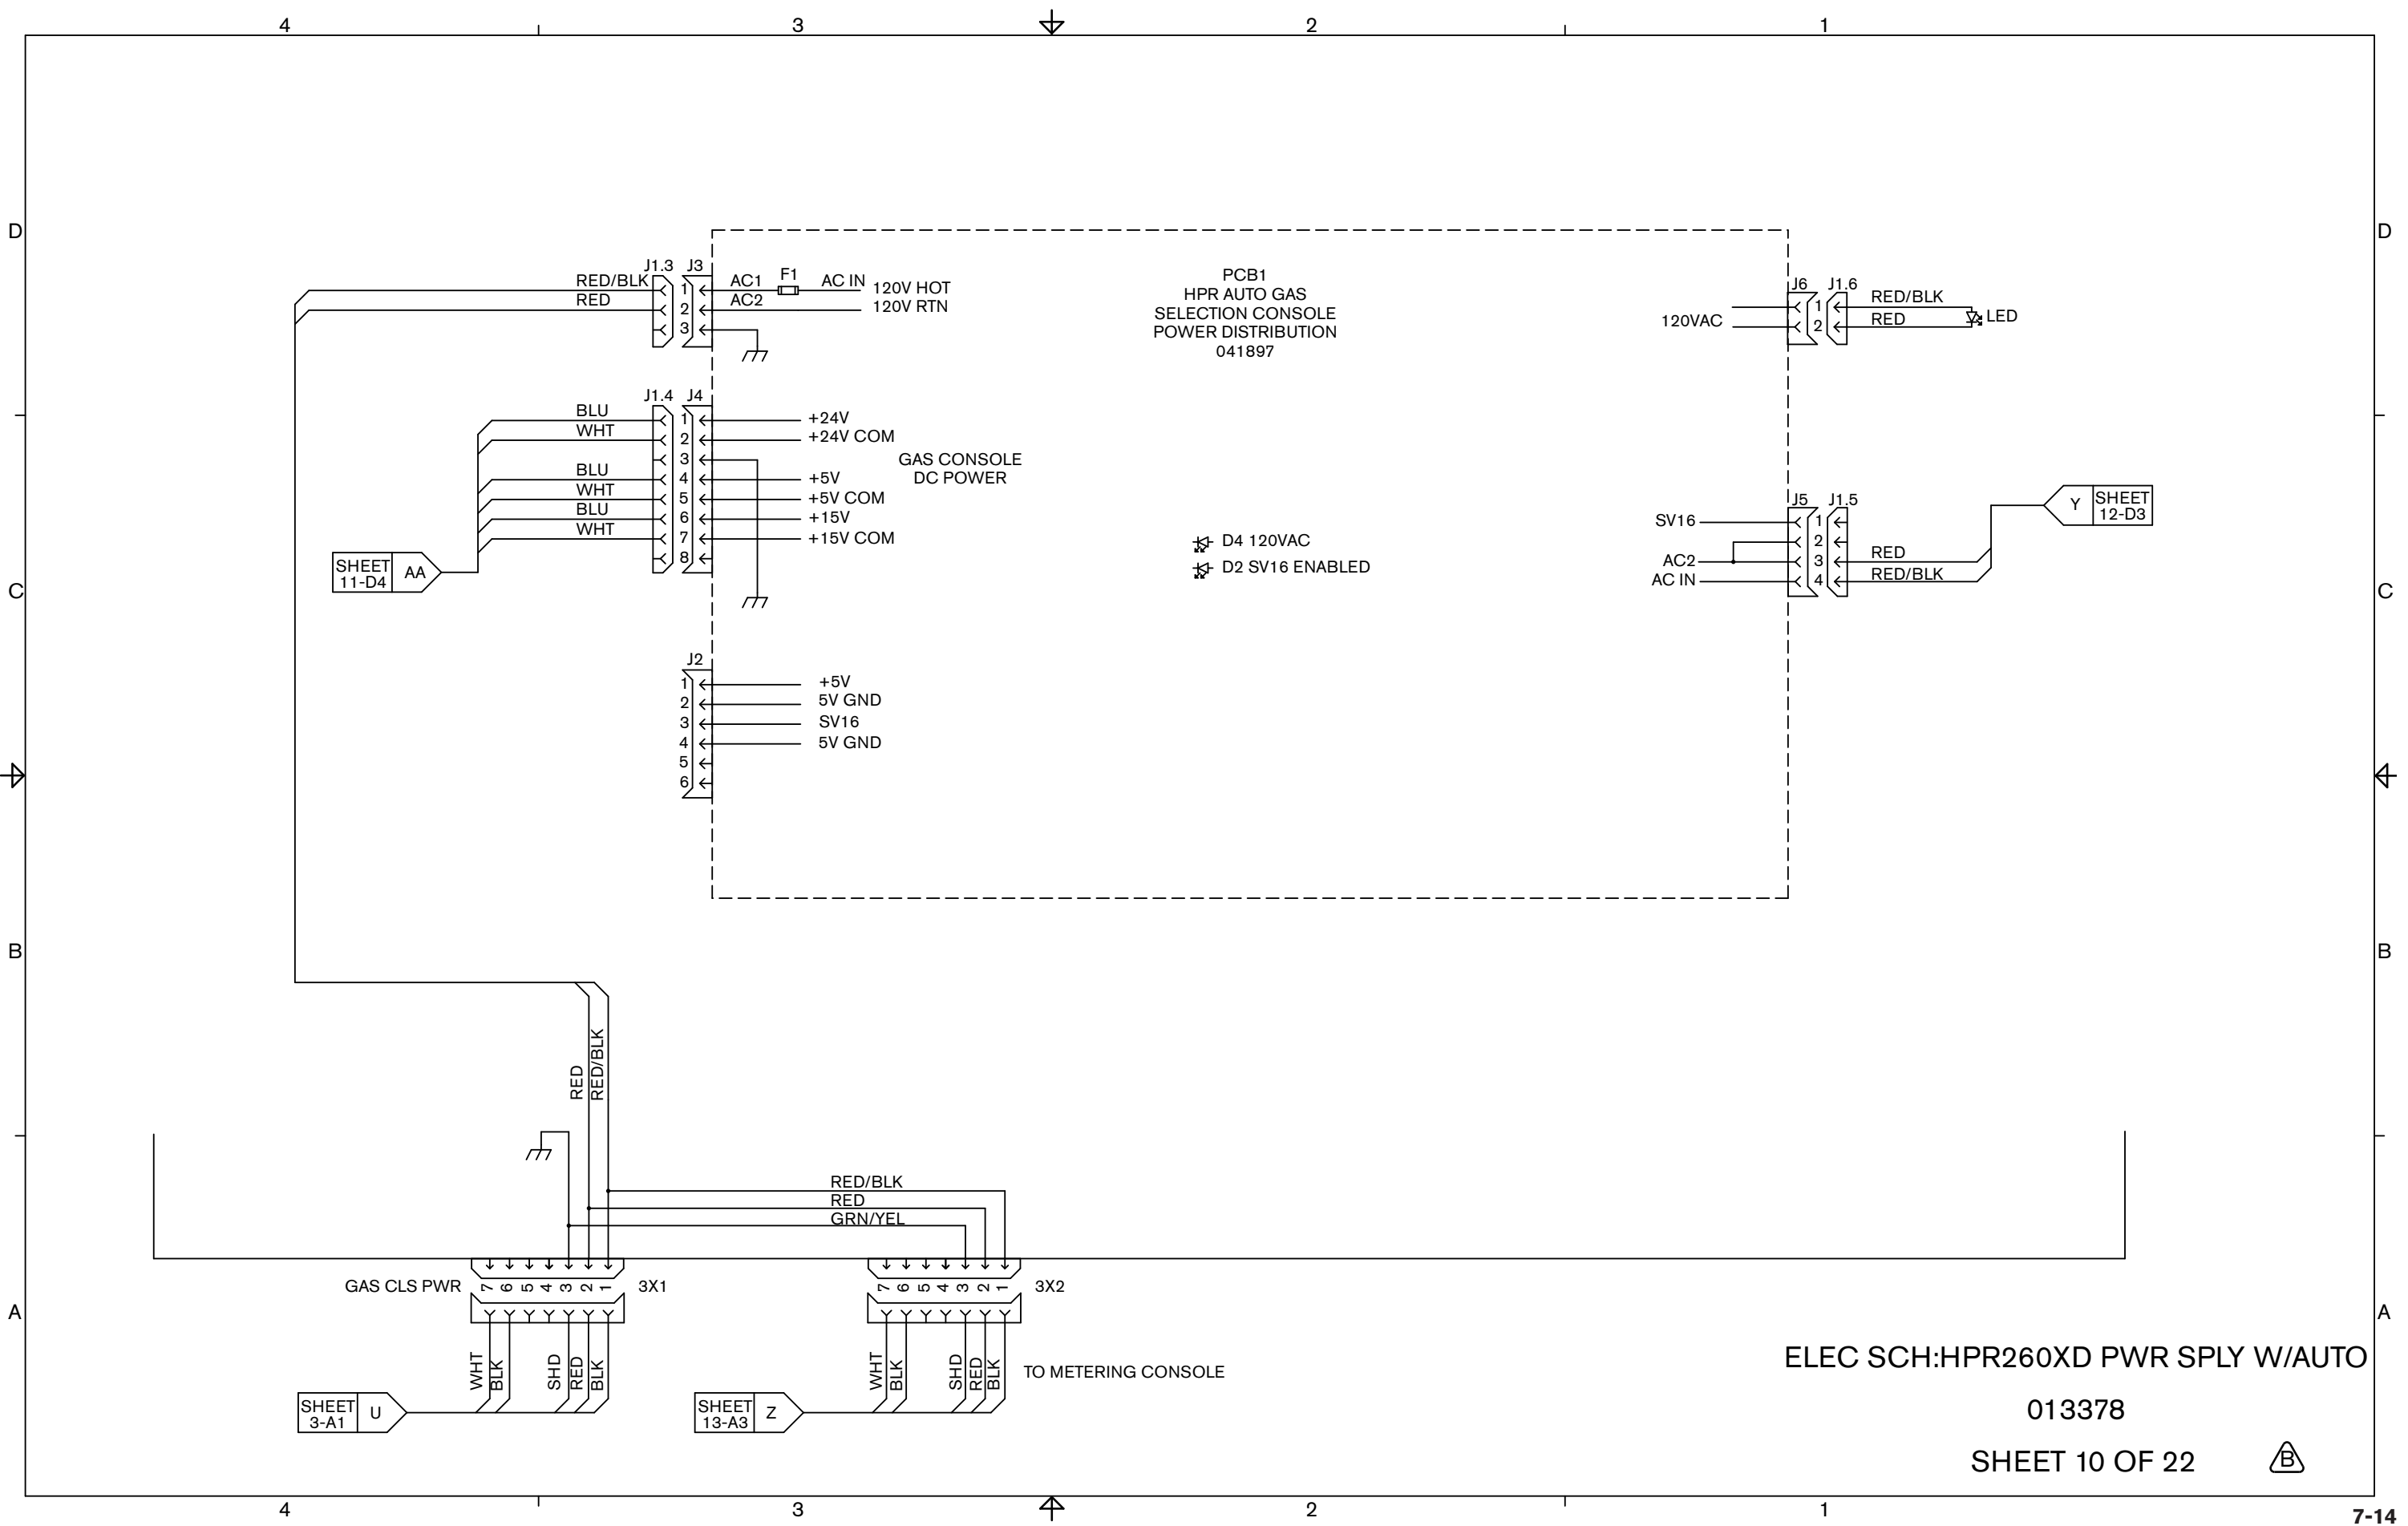 4 3 2 1
D D
J1.3 J3
RED/BLK 1 AC1 F1 AC IN 120V HOT
RED 2 AC2 120V RTN
3
PCB1
HPR AUTO GAS
SELECTION CONSOLE
POWER DISTRIBUTION
041897
J6 J1.6
1 RED/BLK
120VAC 2 RED LED
J1.4 J4
BLU 1 +24V
WHT 2 +24V COM
3
BLU 4 +5V
WHT 5 +5V COM
BLU 6 +15V
WHT 7 +15V COM
8
GAS CONSOLE
DC POWER
SHEET
11-D4
AA
D4 120VAC
D2 SV16 ENABLED
J5 J1.5
SV16 1
2
AC2 3 RED
AC IN 4 RED/BLK
Y
SHEET
12-D3
C C
J2
1 +5V
2 5V GND
3 SV16
4 5V GND
5
6
B B
RED
RED/BLK
RED/BLK
RED
GRN/YEL
GAS CLS PWR 7 6 5 4 3 2 1 3X1
7 6 5 4 3 2 1 3X2
A A
WHT BLK SHD RED BLK
WHT BLK SHD RED BLK
TO METERING CONSOLE
SHEET
3-A1
U
SHEET
13-A3
Z
ELEC SCH:HPR260XD PWR SPLY W/AUTO
013378
SHEET 10 OF 22
B
4 3 2 1
7-14